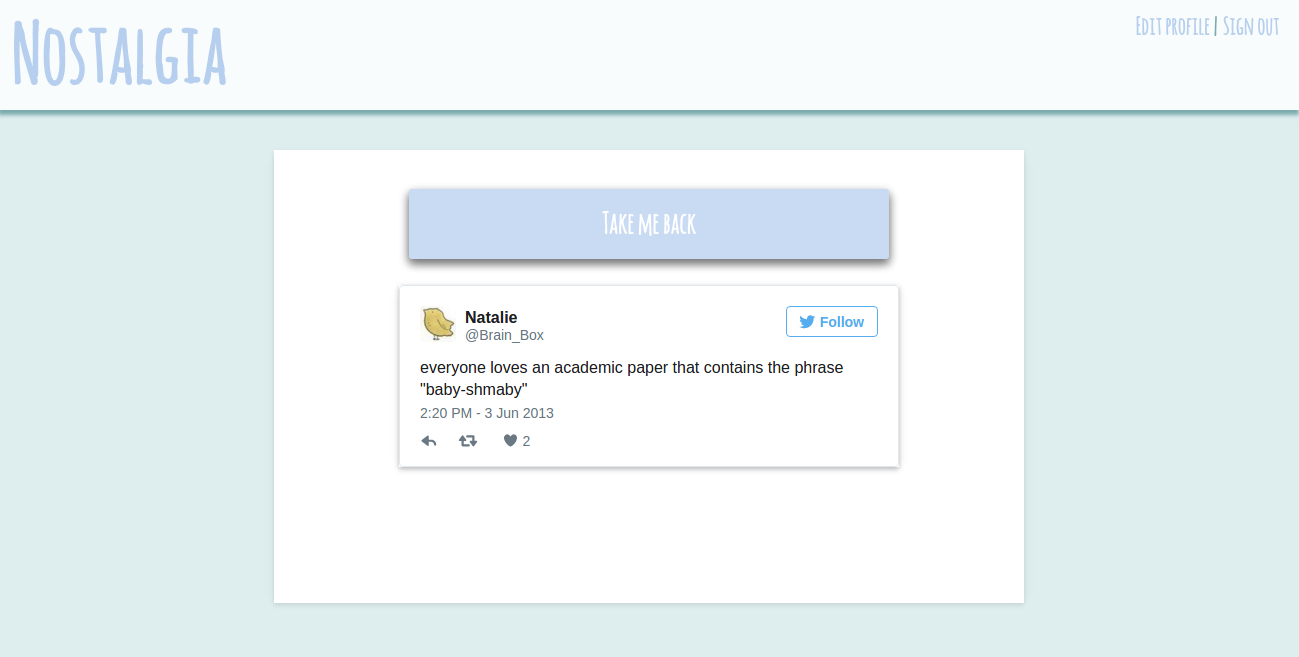 Nostalgia
Edit profile | Sign out
Take me back
Natalie
@Brain_Box
Follow
everyone loves an academic paper that contains the phrase
"baby-shmaby"
2:20 PM - 3 Jun 2013
2